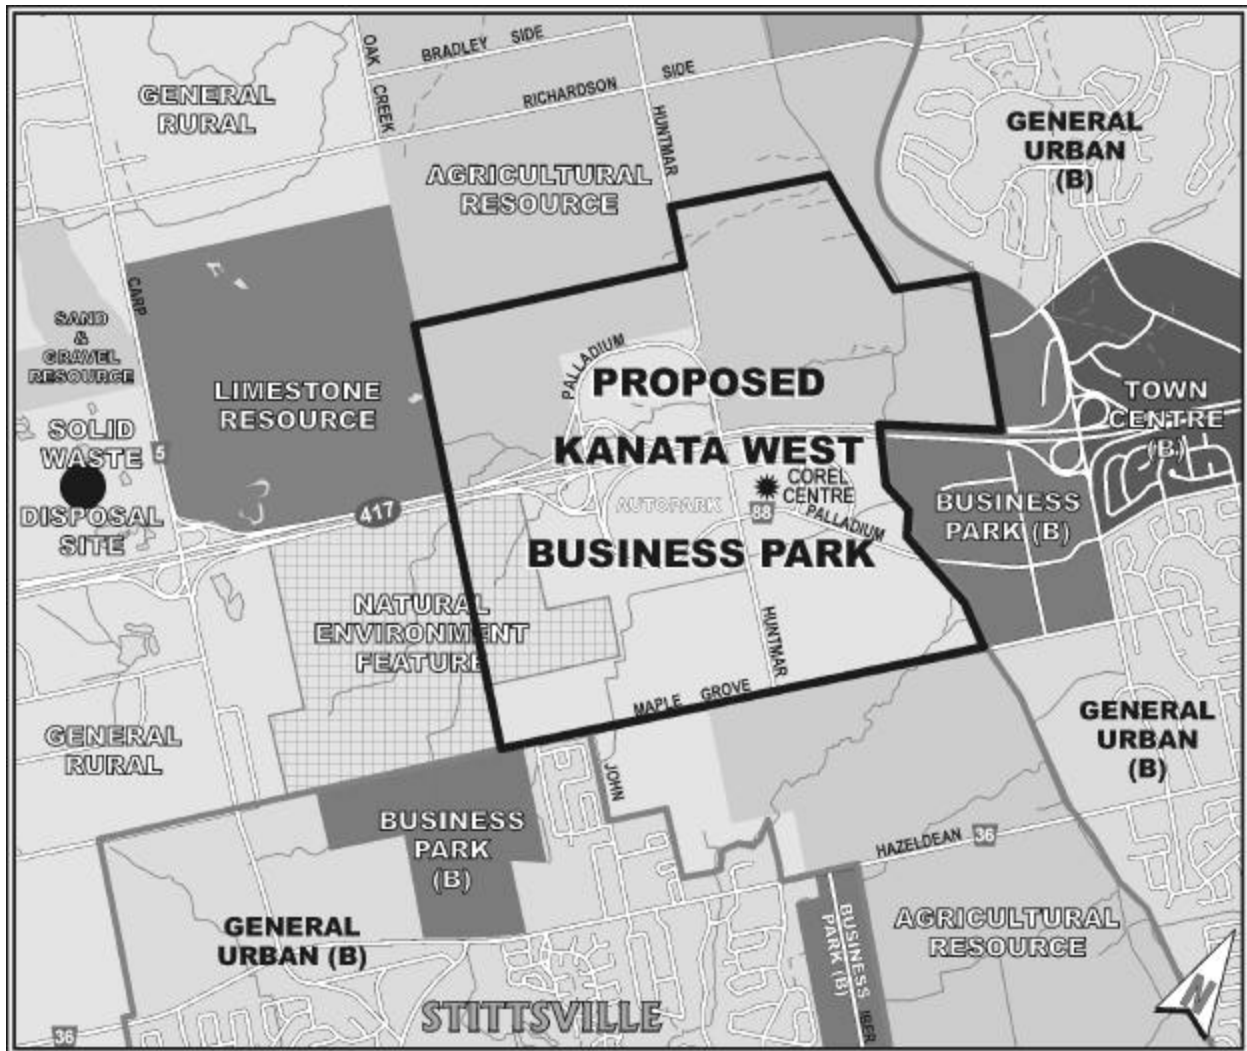 OAK CREEK
BRADLEY SIDE
RICHARDSON SIDE
HUNTMAR
GENERAL
RURAL
AGRICULTURAL
RESOURCE
GENERAL
URBAN
(B)
CARP
SAND
&
GRAVEL
RESOURCE
LIMESTONE
RESOURCE
PALLADIUM
PROPOSED
KANATA WEST
BUSINESS PARK
TOWN
CENTRE
(B)
SOLID
WASTE
DISPOSAL
SITE
5
417
AUTOPARK
COREL
CENTRE
88
PALLADIUM
BUSINESS
PARK (B)
NATURAL
ENVIRONMENT
FEATURE
HUNTMAR
MAPLE GROVE
GENERAL
RURAL
GENERAL
URBAN
(B)
JOHN
BUSINESS
PARK
(B)
HAZELDEAN
36
GENERAL
URBAN (B)
BUSINESS
PARK (B)
IBER
AGRICULTURAL
RESOURCE
STITTSVILLE
36
N